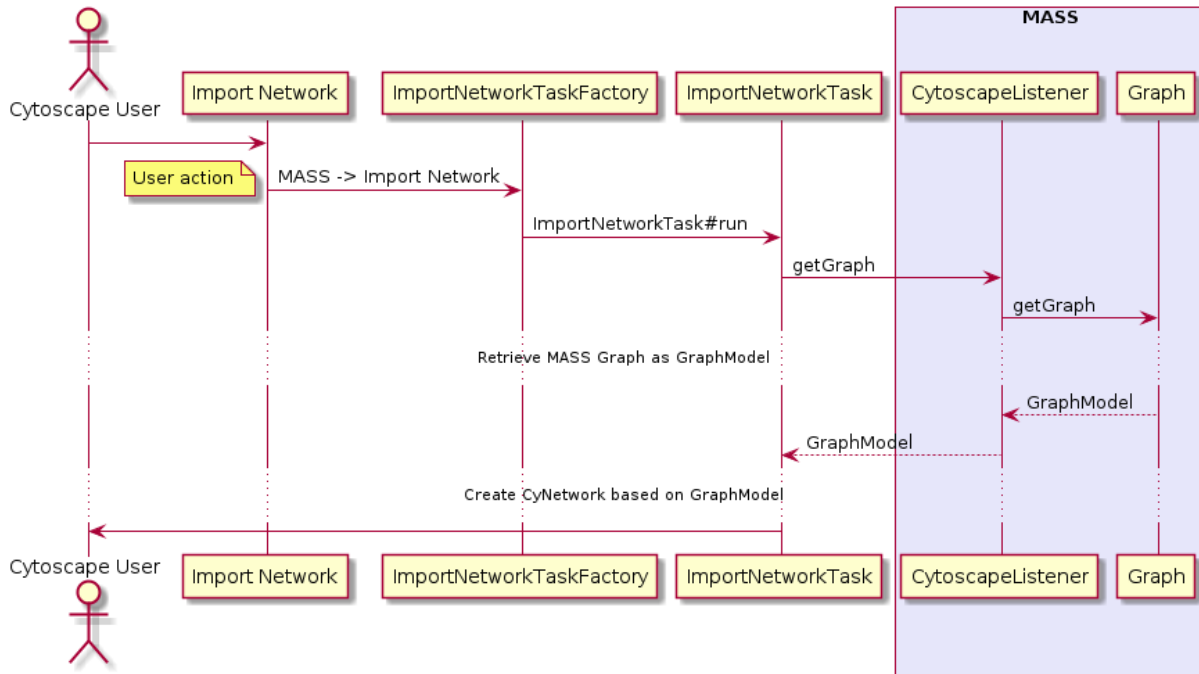 MASS
Cytoscape User
Import Network
ImportNetworkTaskFactory
ImportNetworkTask
CytoscapeListener
Graph
User action
MASS -> Import Network
ImportNetworkTask#run
getGraph
getGraph
Retrieve MASS Graph as GraphModel
GraphModel
GraphModel
Create CyNetwork based on GraphModel
Cytoscape User
Import Network
ImportNetworkTaskFactory
ImportNetworkTask
CytoscapeListener
Graph